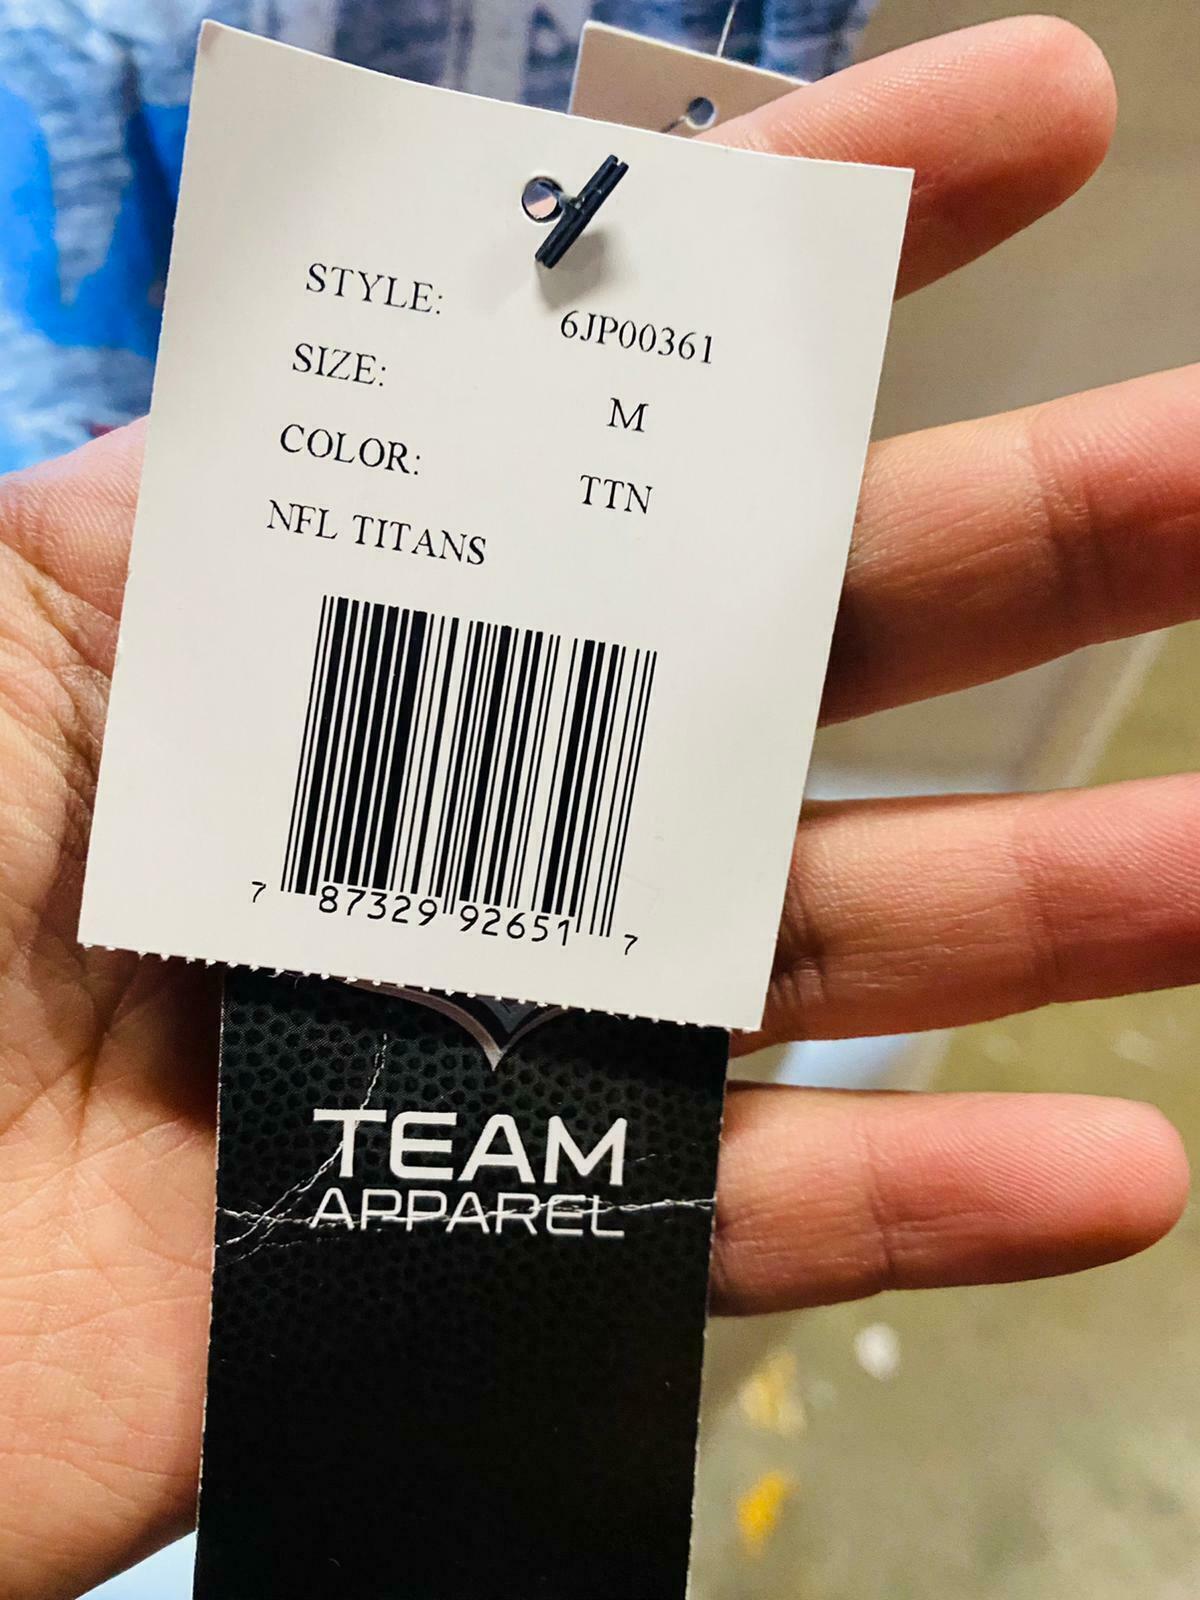 STYLE: 6JP00361
SIZE: M
COLOR: TTN
NFL TITANS
7 87329 92651 7
TEAM
APPAREL